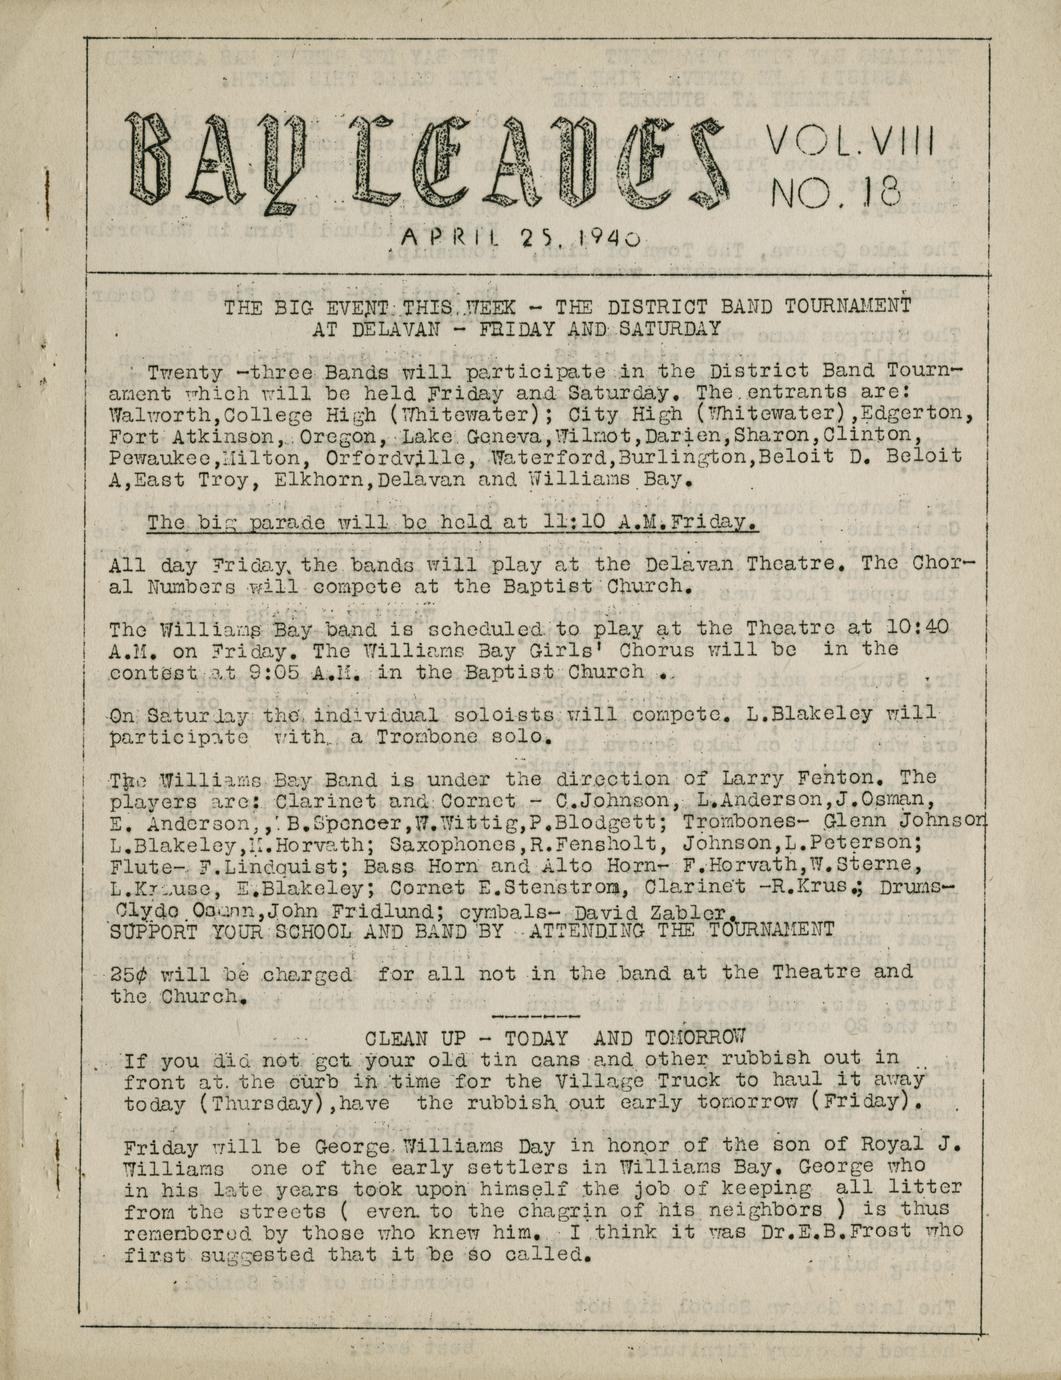 BAY LEAVES
VOL. VIII
NO. 18
APRIL 25, 1940
THE BIG EVENT THIS WEEK - THE DISTRICT BAND TOURNAMENT
AT DELAVAN - FRIDAY AND SATURDAY
Twenty -three Bands will participate in the District Band Tourn-
ament which will be held Friday and Saturday. The entrants are:
Walworth,College High (Whitewater); City High (Whitewater),Edgerton,
Fort Atkinson, Oregon, Lake Geneva,Wilmot,Darien,Sharon,Clinton,
Pewaukee,Milton, Orfordville, Waterford,Burlington,Beloit D. Beloit
A,East Troy, Elkhorn,Delavan and Williams Bay.
The big parade will be held at 11:10 A.M.Friday.
All day Friday, the bands will play at the Delavan Theatre. The Chor-
al Numbers will compete at the Baptist Church.
The Williams Bay band is scheduled to play at the Theatre at 10:40
A.M. on Friday. The Williams Bay Girls' Chorus will be in the
contest at 9:05 A.M. in the Baptist Church .
On Saturday the individual soloists will compete. L.Blakeley will
participate with a Trombone solo.
The Williams Bay Band is under the direction of Larry Fenton. The
players are: Clarinet and Cornet - C.Johnson, L.Anderson,J.Osman,
E. Anderson, B.Spencer,W.Wittig,P.Blodgett; Trombones- Glenn Johnson
L.Blakeley,M.Horvath; Saxophones,R.Fensholt, Johnson,L.Peterson;
Flute- F.Lindquist; Bass Horn and Alto Horn- F.Horvath,W.Sterne,
L.Krause, E.Blakeley; Cornet E.Stenstrom, Clarinet -R.Krus.; Drums-
Clyde Osmann,John Fridlund; cymbals- David Zabler.
SUPPORT YOUR SCHOOL AND BAND BY ATTENDING THE TOURNAMENT
25¢ will be charged for all not in the band at the Theatre and
the Church.
-------
CLEAN UP - TODAY AND TOMORROW
If you did not get your old tin cans and other rubbish out in
front at the curb in time for the Village Truck to haul it away
today (Thursday),have the rubbish out early tomorrow (Friday).
Friday will be George Williams Day in honor of the son of Royal J.
Williams one of the early settlers in Williams Bay. George who
in his late years took upon himself the job of keeping all litter
from the streets ( even to the chagrin of his neighbors ) is thus
remembered by those who knew him. I think it was Dr.E.B.Frost who
first suggested that it be so called.